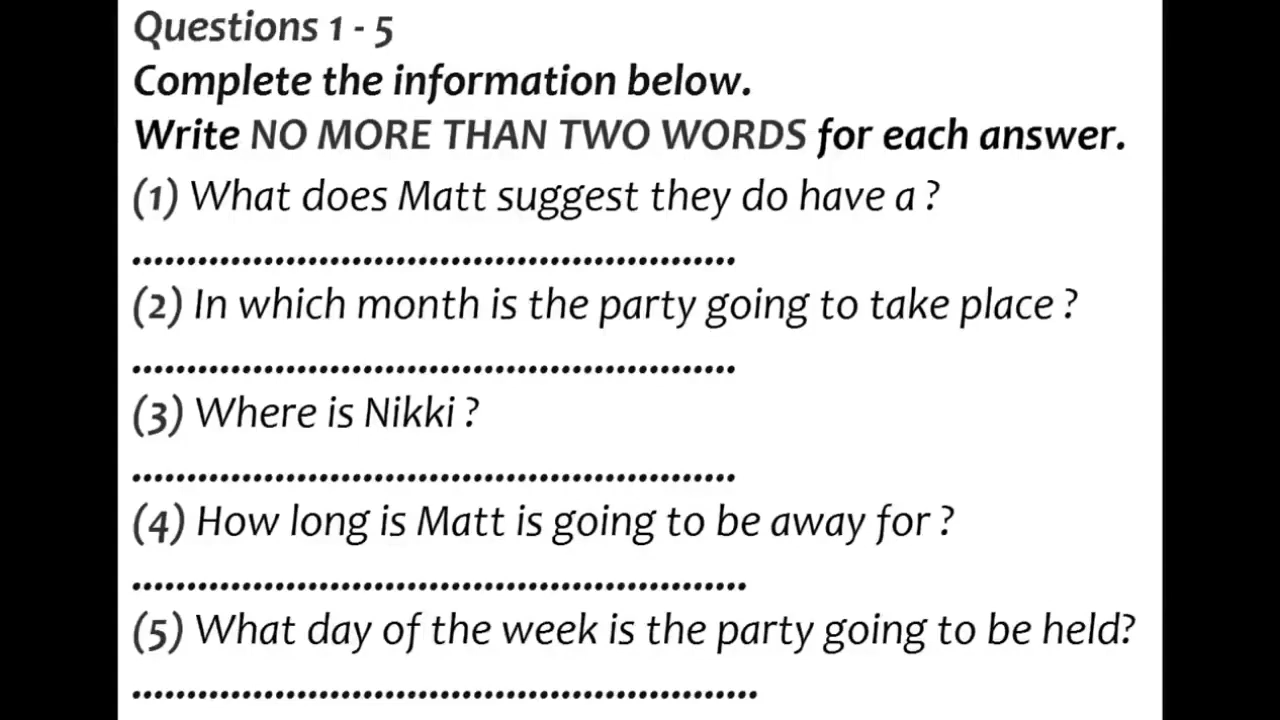 Questions 1 - 5
Complete the information below.
Write NO MORE THAN TWO WORDS for each answer.
(1) What does Matt suggest they do have a ?
........................................................
(2) In which month is the party going to take place ?
........................................................
(3) Where is Nikki ?
........................................................
(4) How long is Matt is going to be away for ?
.........................................................
(5) What day of the week is the party going to be held?
..........................................................